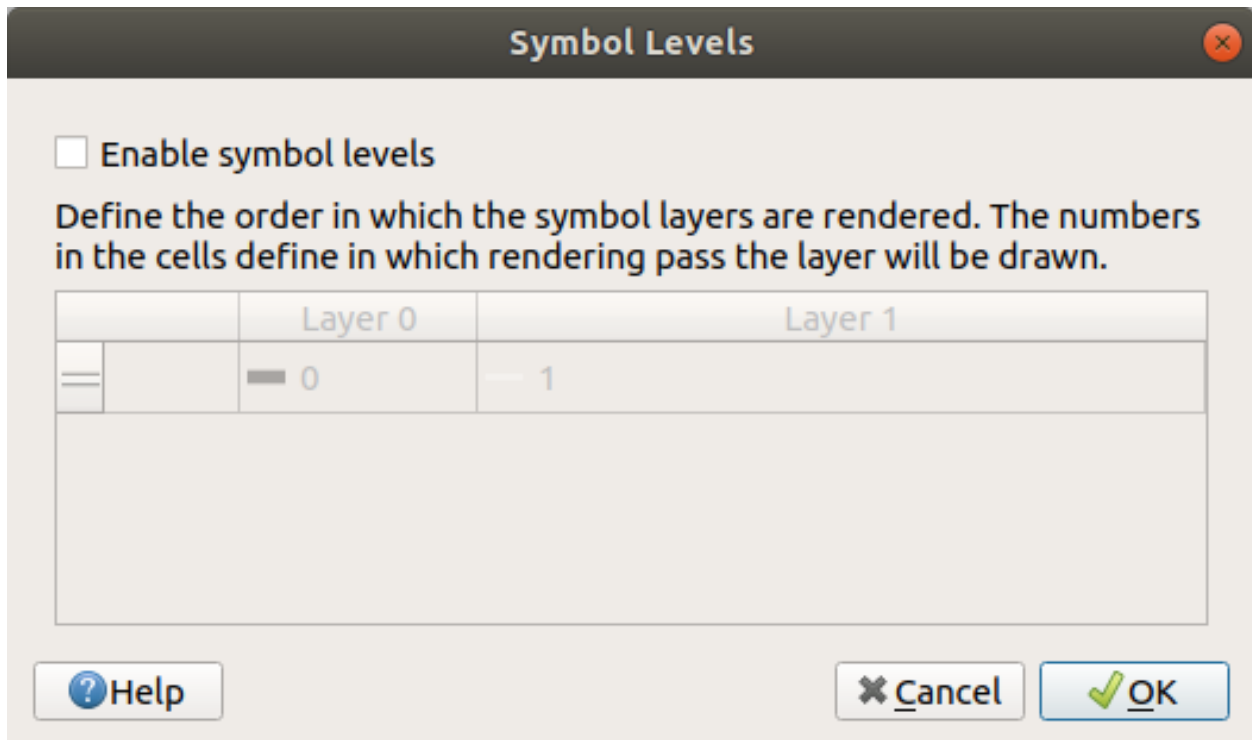 Symbol Levels
Enable symbol levels
Define the order in which the symbol layers are rendered. The numbers
in the cells define in which rendering pass the layer will be drawn.
Layer 0 Layer 1
0 1
Help Cancel OK